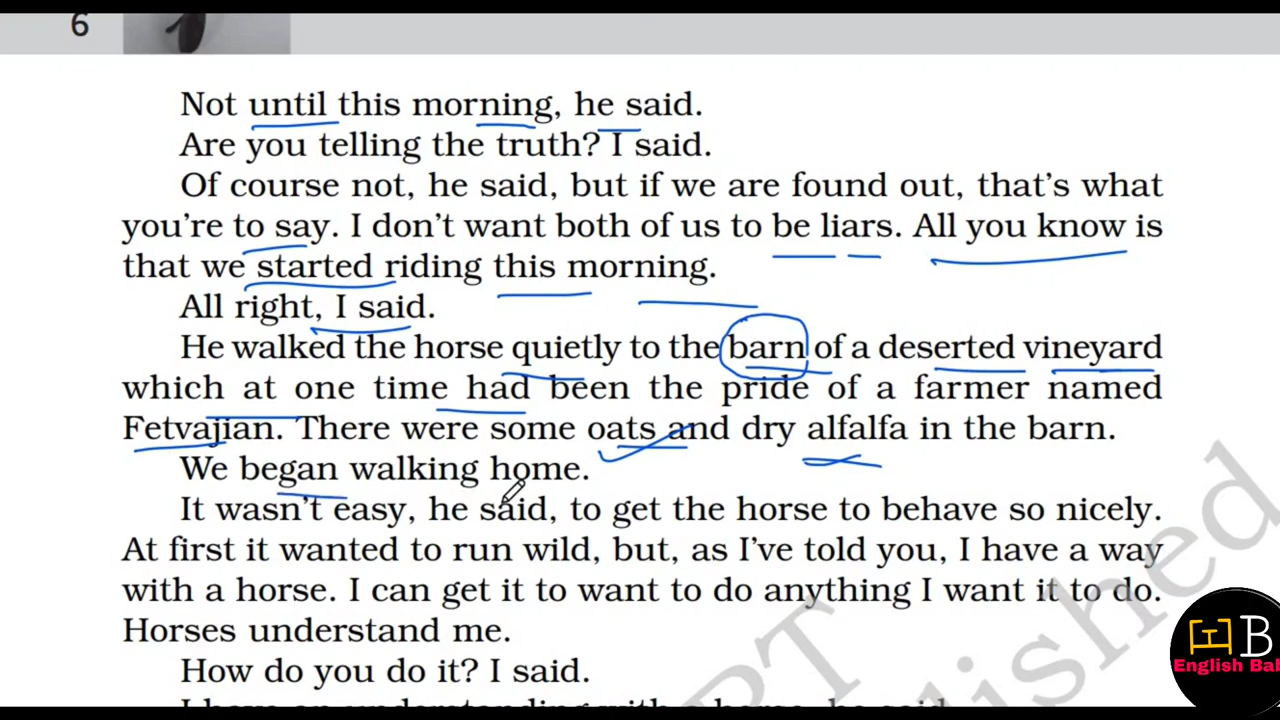 6
Not until this morning, he said.
Are you telling the truth? I said.
Of course not, he said, but if we are found out, that's what
you're to say. I don't want both of us to be liars. All you know is
that we started riding this morning.
All right, I said.
He walked the horse quietly to the barn of a deserted vineyard
which at one time had been the pride of a farmer named
Fetvajian. There were some oats and dry alfalfa in the barn.
We began walking home.
It wasn't easy, he said, to get the horse to behave so nicely.
At first it wanted to run wild, but, as I've told you, I have a way
with a horse. I can get it to want to do anything I want it to do.
Horses understand me.
How do you do it? I said.
I have an understanding with a horse, he said.
B
English Bal